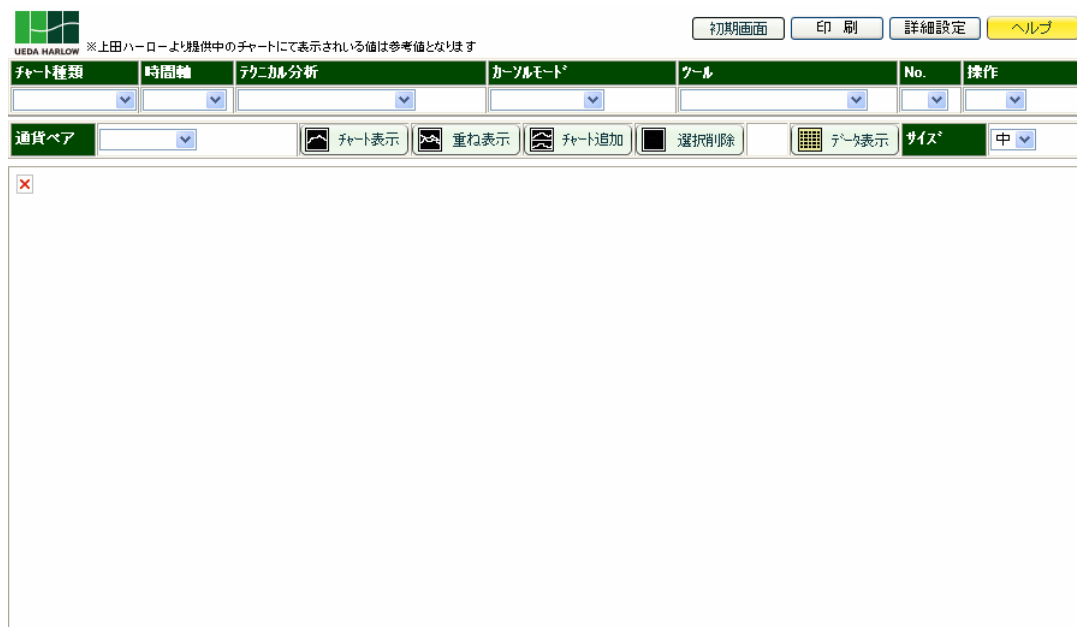 初期画面 印 刷 詳細設定 ヘルプ
UEDA HARLOW ※上田ハーローより提供中のチャートにて表示されいる値は参考値となります
ﾁｬｰﾄ種類 時間軸 ﾃｸﾆｶﾙ分析 ｶｰｿﾙﾓｰﾄﾞ ﾂｰﾙ No. 操作
通貨ペア ﾁｬｰﾄ表示 重ね表示 ﾁｬｰﾄ追加 選択削除 ﾃﾞｰﾀ表示 ｻｲｽﾞ 中